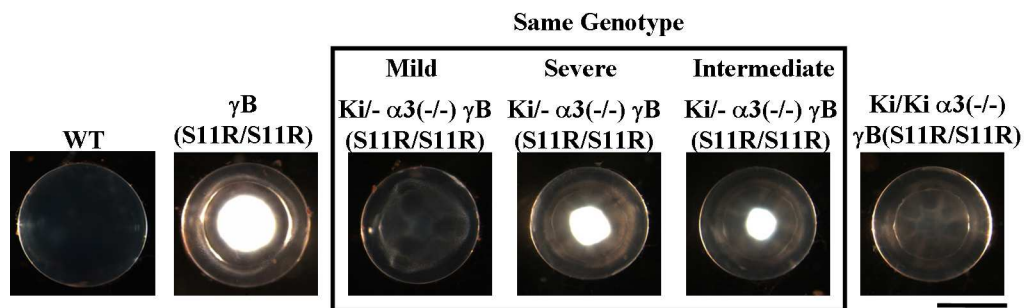 Same Genotype
Mild
Severe
Intermediate
WT
γB
(S11R/S11R)
Ki/- α3(-/-) γB
(S11R/S11R)
Ki/- α3(-/-) γB
(S11R/S11R)
Ki/- α3(-/-) γB
(S11R/S11R)
Ki/Ki α3(-/-)
γB(S11R/S11R)